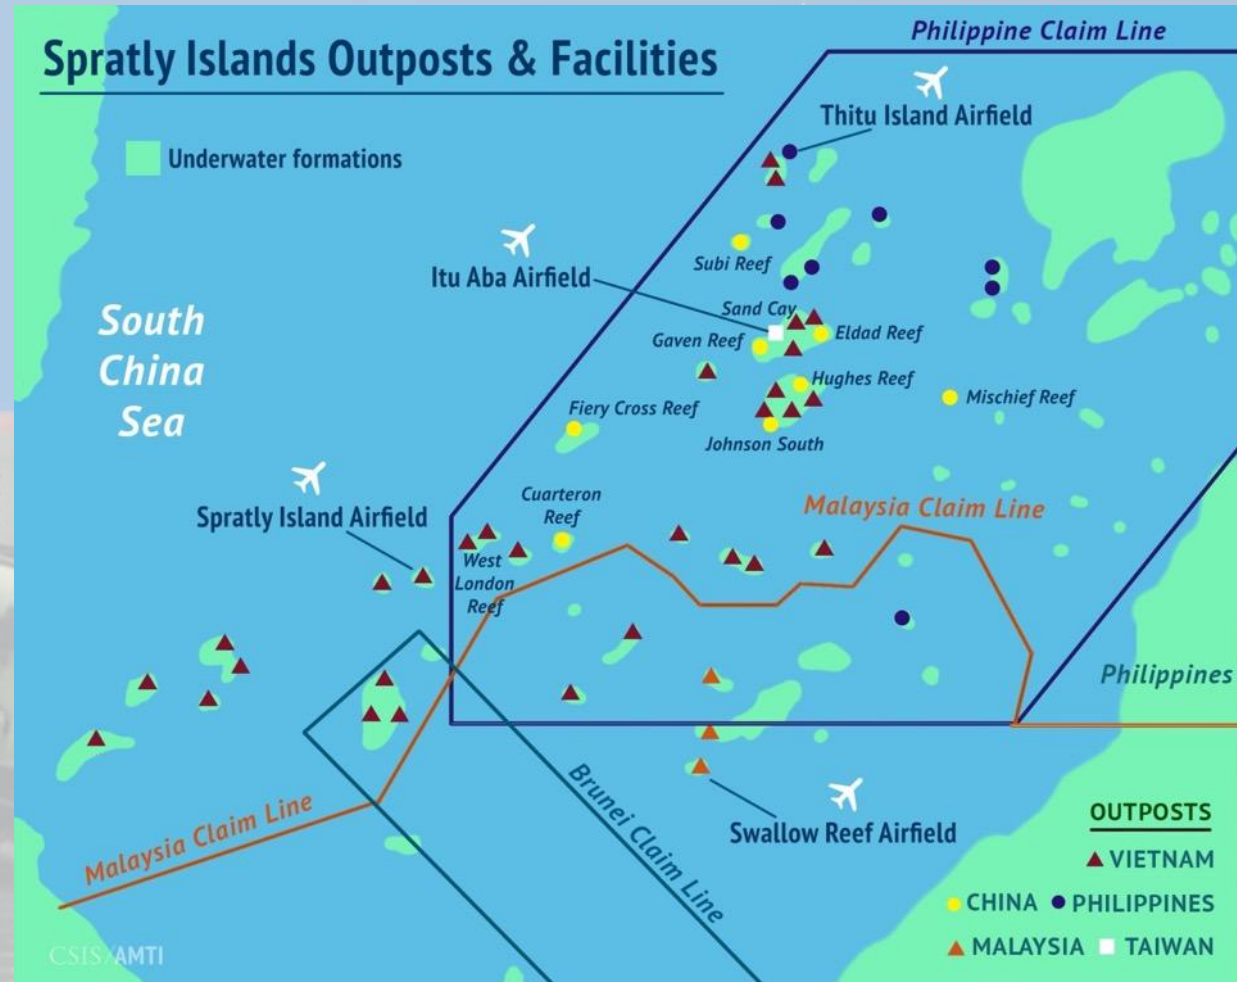 Spratly Islands Outposts & Facilities
Philippine Claim Line
Thitu Island Airfield
Underwater formations
Subi Reef
Itu Aba Airfield
Sand Cay
South
China
Sea
Gaven Reef
Eldad Reef
Hughes Reef
Mischief Reef
Fiery Cross Reef
Johnson South
Cuarteron
Reef
Malaysia Claim Line
Spratly Island Airfield
West
London
Reef
Philippines
Brunei Claim Line
Malaysia Claim Line
Swallow Reef Airfield
OUTPOSTS
VIETNAM
CHINA PHILIPPINES
MALAYSIA TAIWAN
CSIS/AMTI